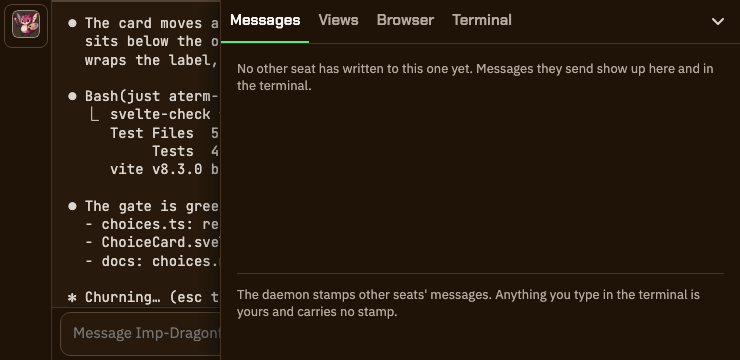 ● The card moves a
sits below the o
wraps the label,
● Bash(just aterm-
svelte-check
Test Files 5
Tests 4
vite v8.3.0 b
● The gate is gree
- choices.ts: re
- ChoiceCard.sve
- docs: choices.
* Churning… (esc t
Message Imp-Dragonf
Messages Views Browser Terminal
No other seat has written to this one yet. Messages they send show up here and in
the terminal.
The daemon stamps other seats' messages. Anything you type in the terminal is
yours and carries no stamp.